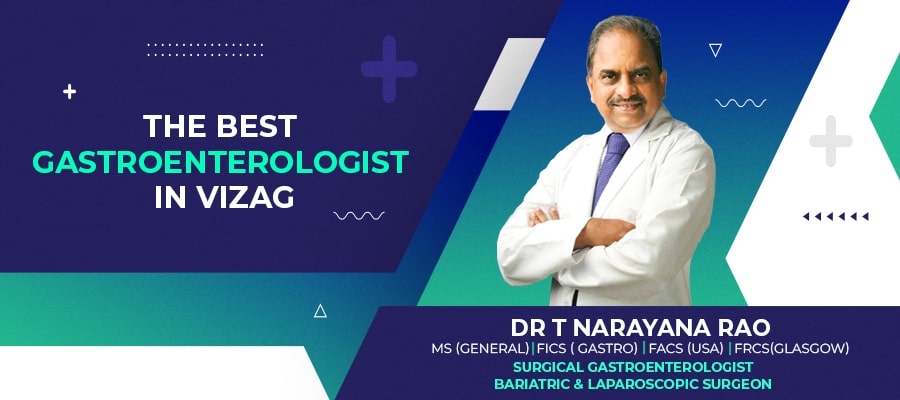 THE BEST
GASTROENTEROLOGIST
IN VIZAG
DR T NARAYANA RAO
MS (GENERAL)|FICS ( GASTRO) | FACS (USA) | FRCS(GLASGOW)
SURGICAL GASTROENTEROLOGIST
BARIATRIC & LAPAROSCOPIC SURGEON